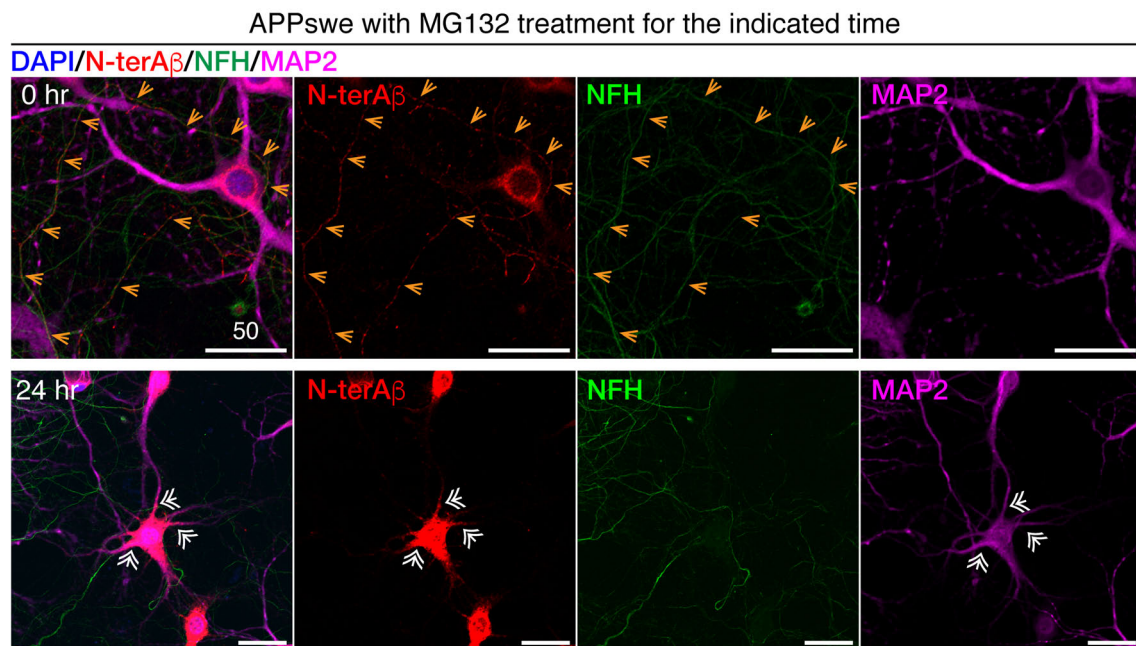 APPswe with MG132 treatment for the indicated time
DAPI/N-terAβ/NFH/MAP2
0 hr
N-terAβ
NFH
MAP2
50
24 hr
N-terAβ
NFH
MAP2